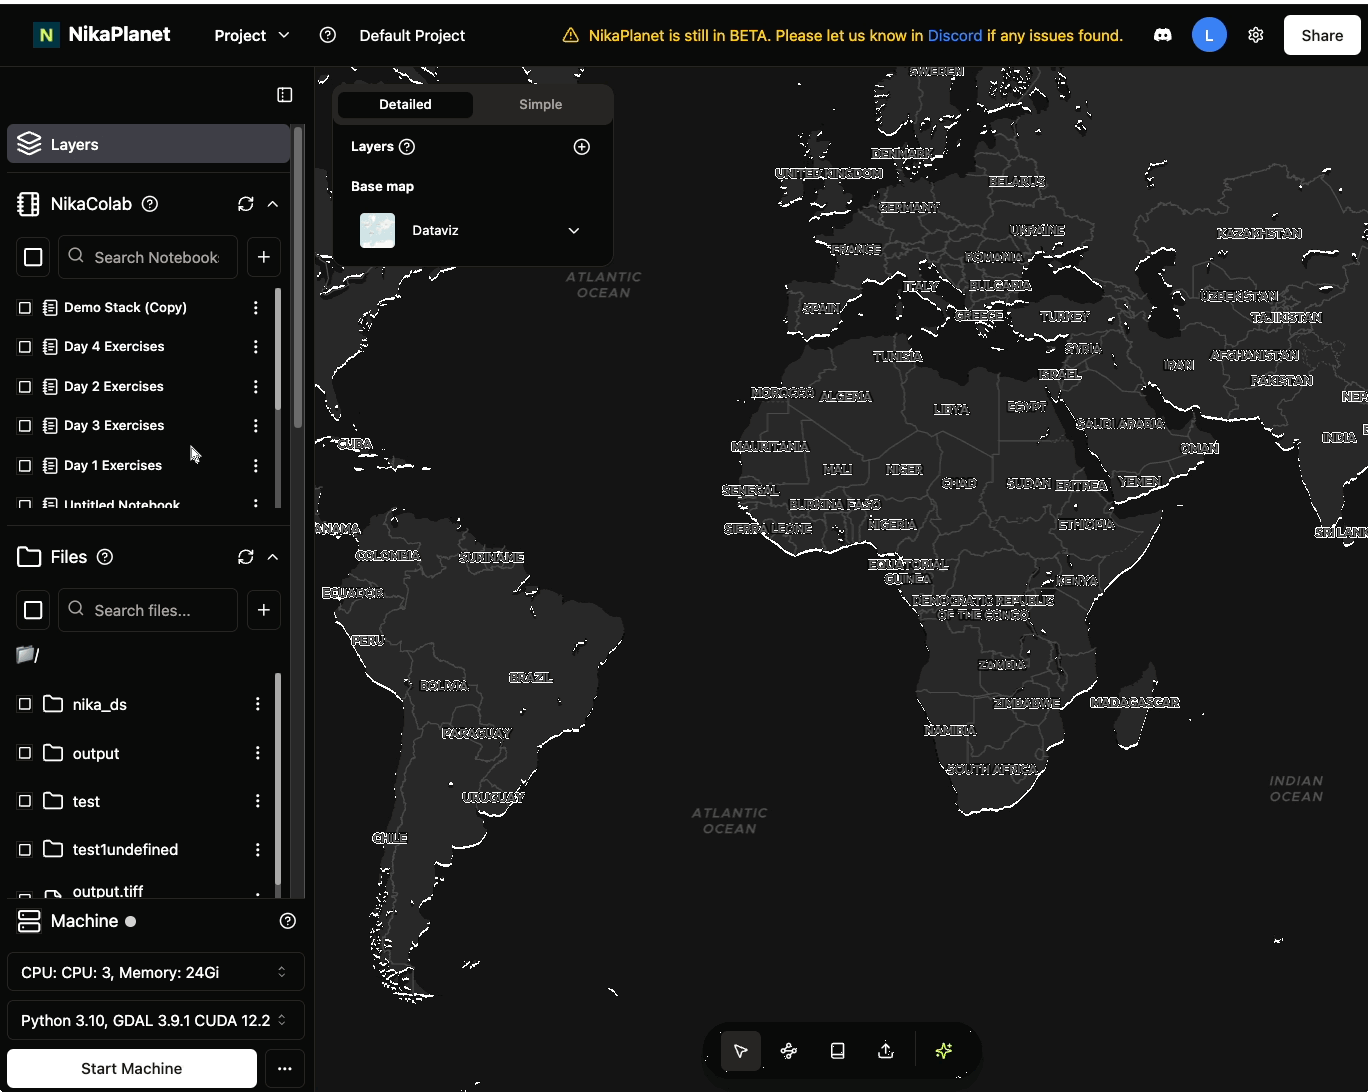 NikaPlanet
Project
Default Project
NikaPlanet is still in BETA. Please let us know in Discord if any issues found.
L
Share
Layers
NikaColab
Search Notebook
Demo Stack (Copy)
Day 4 Exercises
Day 2 Exercises
Day 3 Exercises
Day 1 Exercises
Untitled Notebook
Files
Search files...
/
nika_ds
output
test
test1undefined
output.tiff
Machine
CPU: CPU: 3, Memory: 24Gi
Python 3.10, GDAL 3.9.1 CUDA 12.2
Start Machine
Detailed
Simple
Layers
Base map
Dataviz
SWEDEN
DENMARK
UNITED KINGDOM
BELARUS
GERMANY
UKRAINE
KAZAKHSTAN
FRANCE
ROMANIA
ATLANTIC
OCEAN
ITALY
BULGARIA
UZBEKISTAN
SPAIN
GREECE
TURKEY
TAJIKISTAN
TUNISIA
SYRIA
AFGHANISTAN
IRAN
ISRAEL
PAKISTAN
MOROCCO
ALGERIA
NEP
LIBYA
EGYPT
SAUDI ARABIA
INDIA
CUBA
MAURITANIA
OMAN
MALI
NIGER
CHAD
SUDAN
ERITREA
YEMEN
SENEGAL
BURKINA FASO
SIERRA LEONE
NIGERIA
ETHIOPIA
SRI LANK
ANAMA
COLOMBIA
SURINAME
EQUATORIAL
GUINEA
KENYA
ECUADOR
DEMOCRATIC REPUBLIC
OF THE CONGO
PERU
ZAMBIA
BRAZIL
BOLIVIA
ZIMBABWE
MADAGASCAR
PARAGUAY
NAMIBIA
SOUTH AFRICA
INDIAN
OCEAN
URUGUAY
ATLANTIC
OCEAN
CHILE